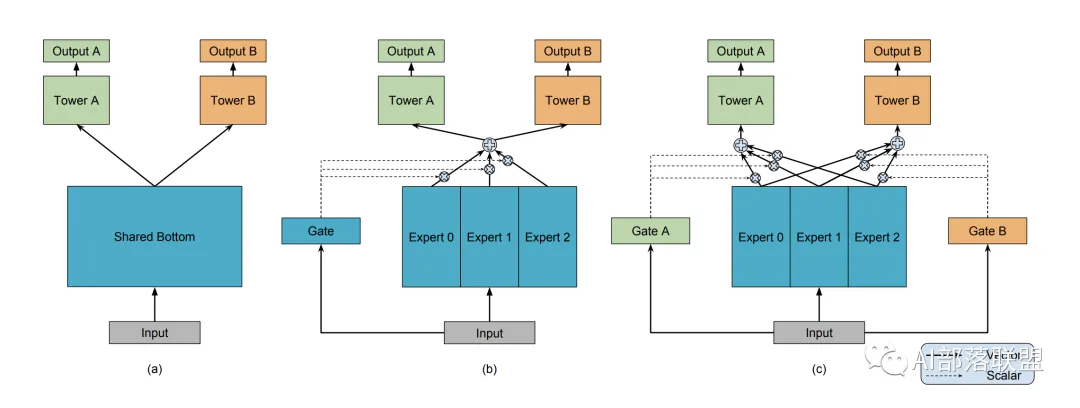 Output A
Output B
Tower A
Tower B
Shared Bottom
Input
(a)
Output A
Output B
Tower A
Tower B
Gate
Expert 0
Expert 1
Expert 2
Input
(b)
Output A
Output B
Tower A
Tower B
Gate A
Expert 0
Expert 1
Expert 2
Gate B
Input
(c)
Vector
Scalar
AI部落联盟